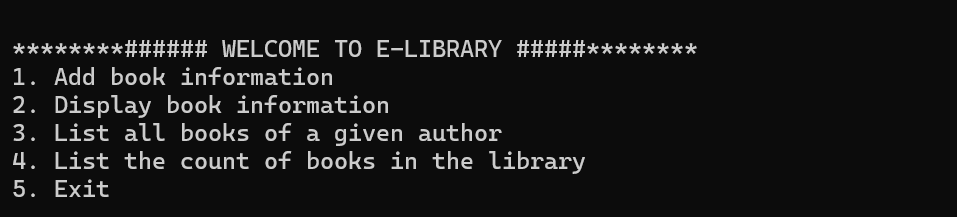 ********###### WELCOME TO E-LIBRARY #####********
1. Add book information
2. Display book information
3. List all books of a given author
4. List the count of books in the library
5. Exit